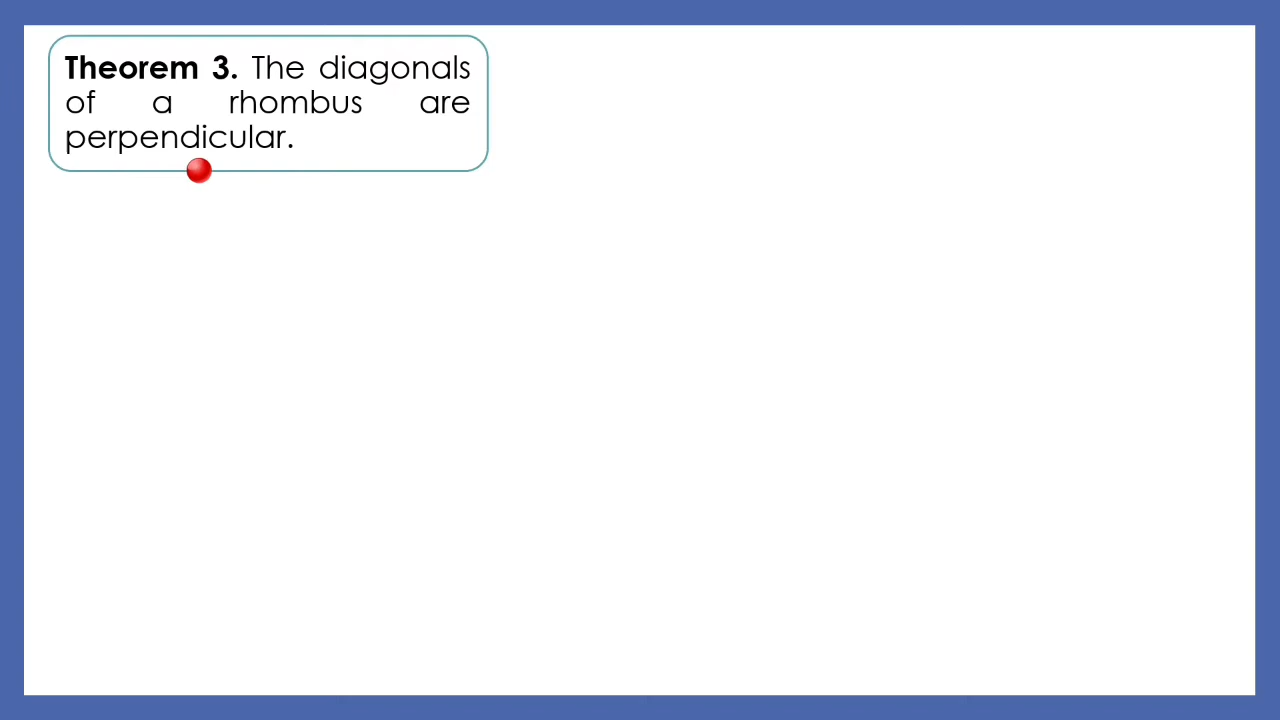 Theorem 3. The diagonals
of a rhombus are
perpendicular.